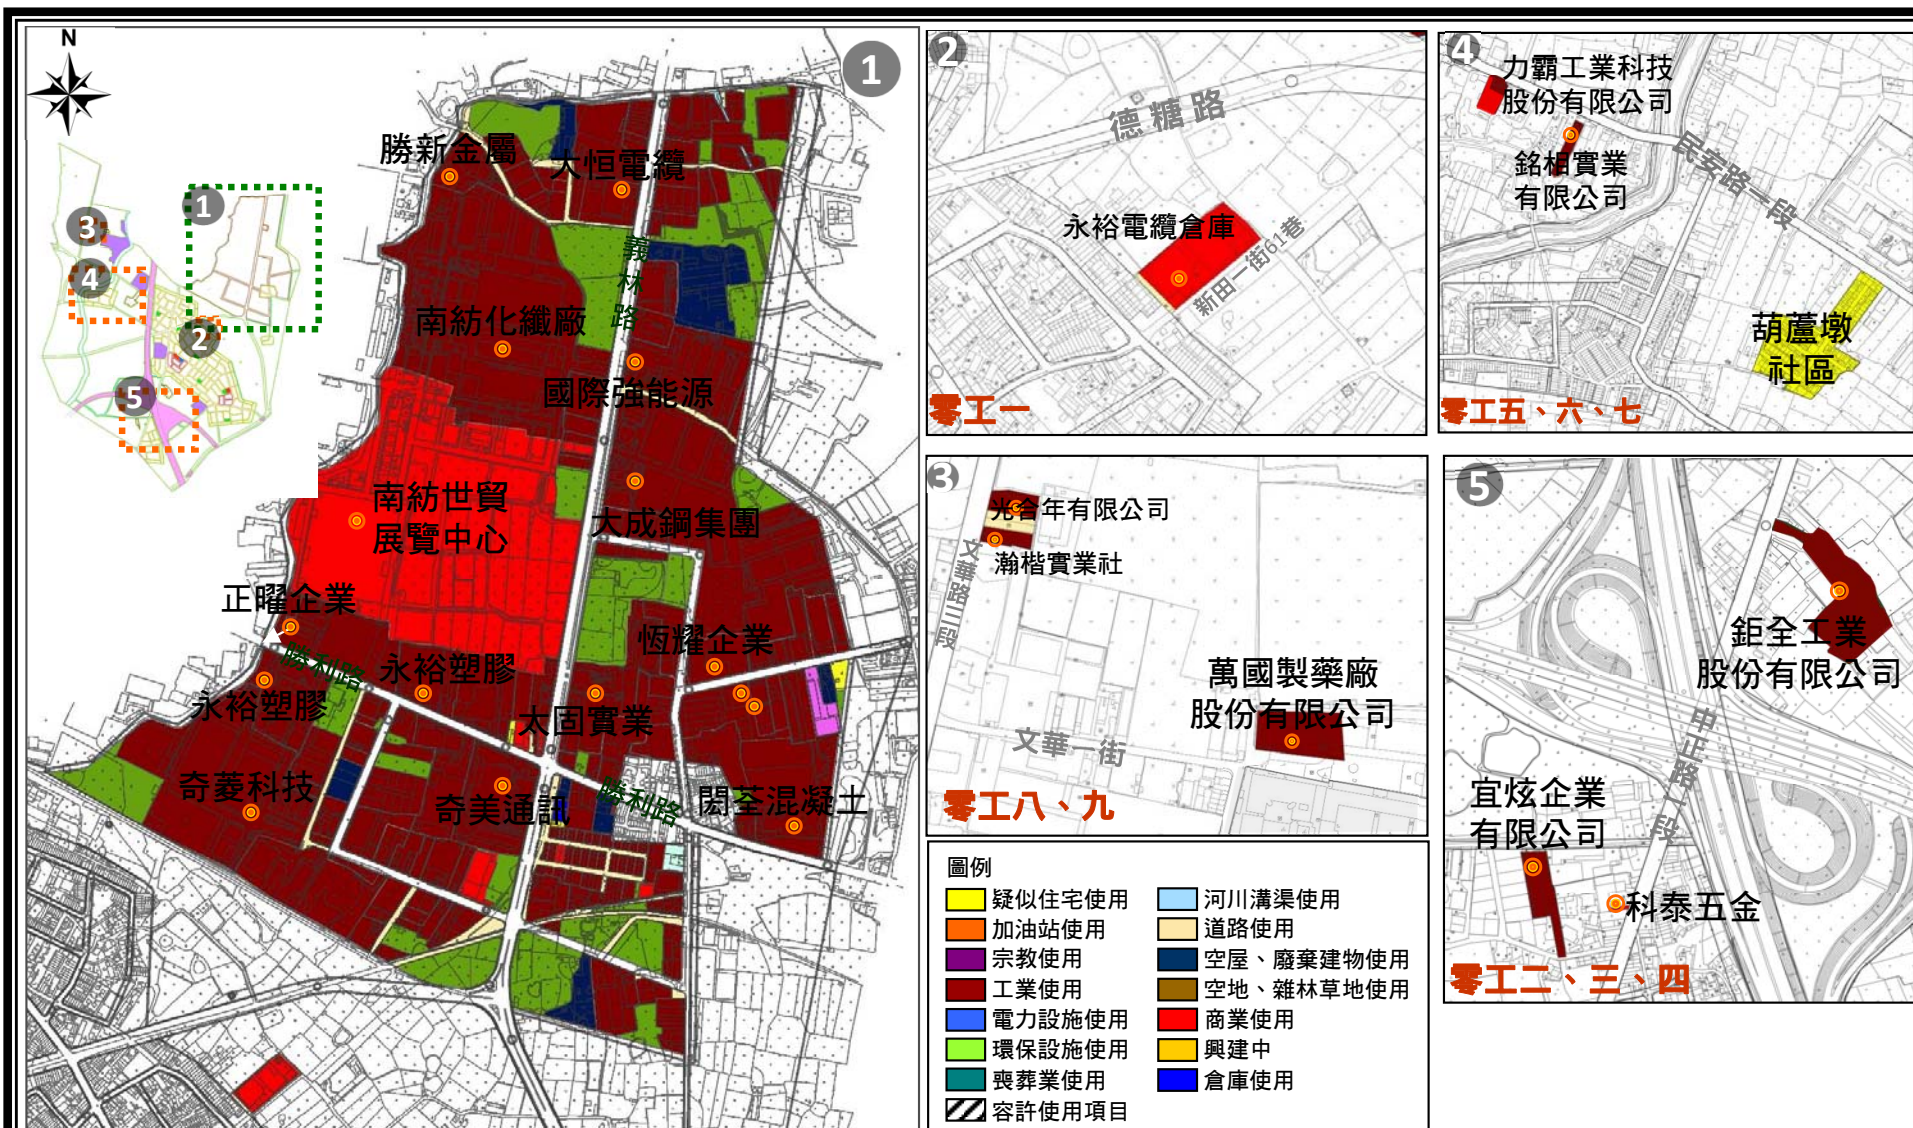 N
1
勝新金屬
大恒電纜
義林路
南紡化纖廠
國際強能源
南紡世貿
展覽中心
大成鋼集團
正曜企業
勝利路
永裕塑膠
永裕塑膠
恆耀企業
太固實業
奇菱科技
奇美通訊
勝利路
閎荃混凝土
1
3
4
2
5
2
德糖路
永裕電纜倉庫
新田一街61巷
零工一
4
力霸工業科技
股份有限公司
銘相實業
有限公司
民安路一段
葫蘆墩
社區
零工五、六、七
3
光合年有限公司
瀚楷實業社
文華路三段
萬國製藥廠
股份有限公司
文華一街
零工八、九
5
鉅全工業
股份有限公司
中正路一段
宜炫企業
有限公司
科泰五金
零工二、三、四
圖例
疑似住宅使用
河川溝渠使用
加油站使用
道路使用
宗教使用
空屋、廢棄建物使用
工業使用
空地、雜林草地使用
電力設施使用
商業使用
環保設施使用
興建中
喪葬業使用
倉庫使用
容許使用項目